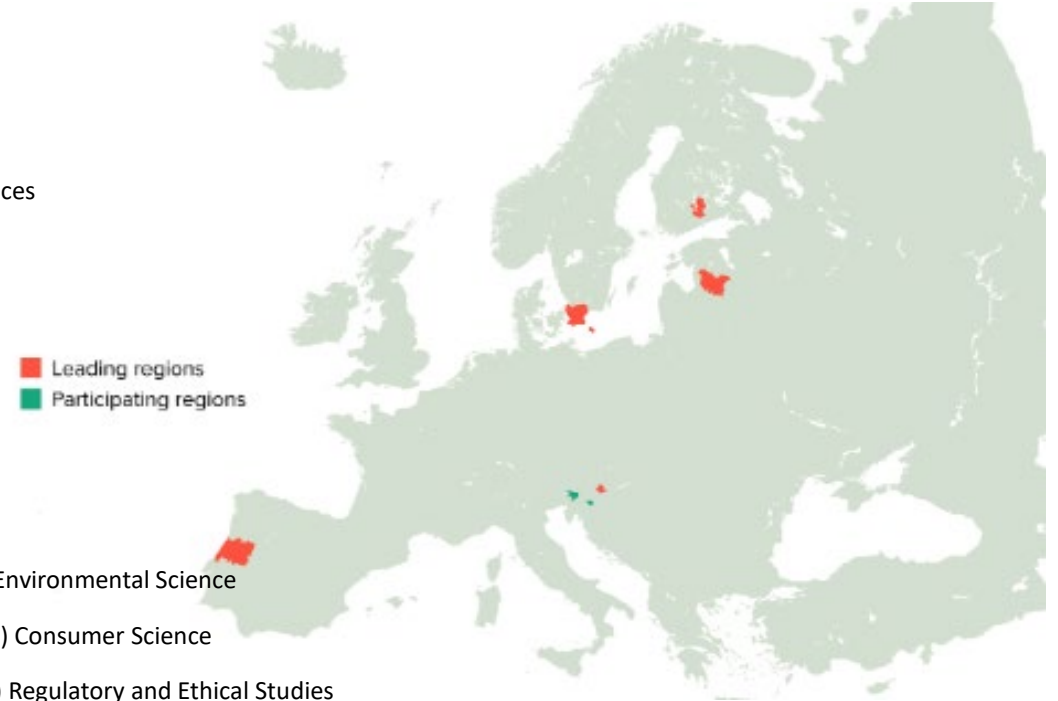 ces
Leading regions
Participating regions
Environmental Science
) Consumer Science
) Regulatory and Ethical Studies